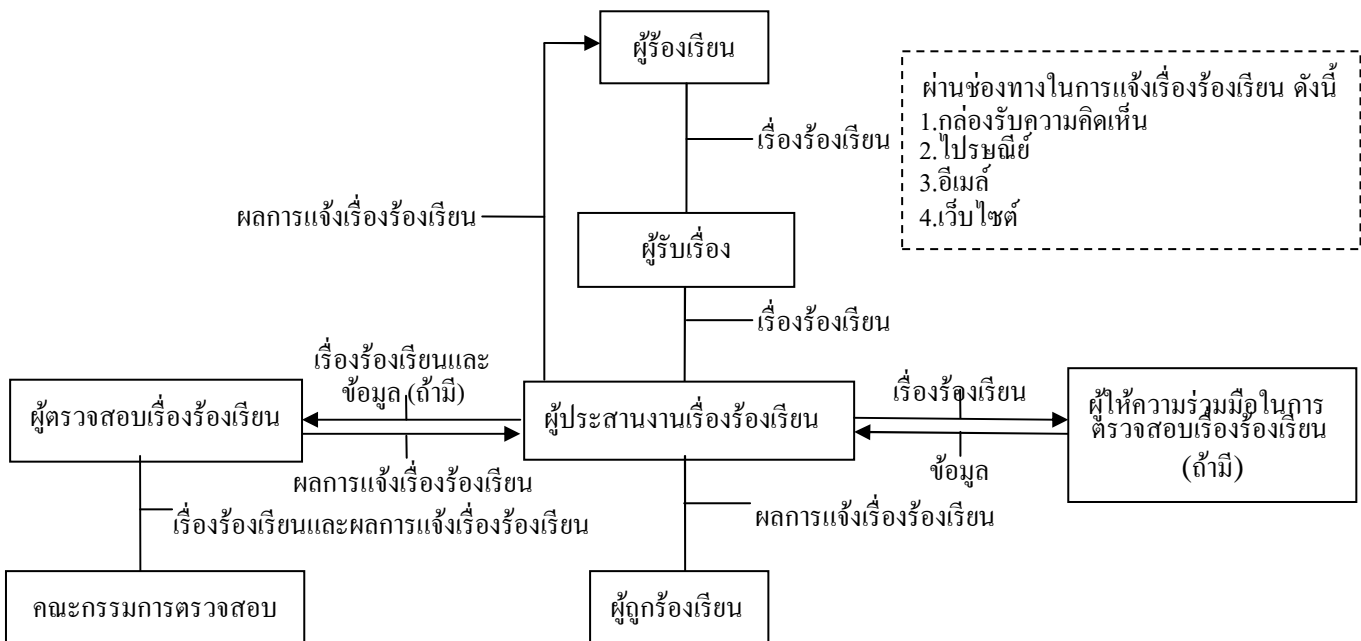 ผู้ร้องเรียน
ผ่านช่องทางในการแจ้งเรื่องร้องเรียน ดังนี้
1.กล่องรับความคิดเห็น
2.ไปรษณีย์
3.อีเมล์
4.เว็บไซต์
เรื่องร้องเรียน
ผลการแจ้งเรื่องร้องเรียน
ผู้รับเรื่อง
เรื่องร้องเรียน
เรื่องร้องเรียนและ
ข้อมูล (ถ้ามี)
เรื่องร้องเรียน
ผู้ตรวจสอบเรื่องร้องเรียน
ผู้ประสานงานเรื่องร้องเรียน
ผู้ให้ความร่วมมือในการ
ตรวจสอบเรื่องร้องเรียน
(ถ้ามี)
ผลการแจ้งเรื่องร้องเรียน
ข้อมูล
เรื่องร้องเรียนและผลการแจ้งเรื่องร้องเรียน
ผลการแจ้งเรื่องร้องเรียน
คณะกรรมการตรวจสอบ
ผู้ถูกร้องเรียน